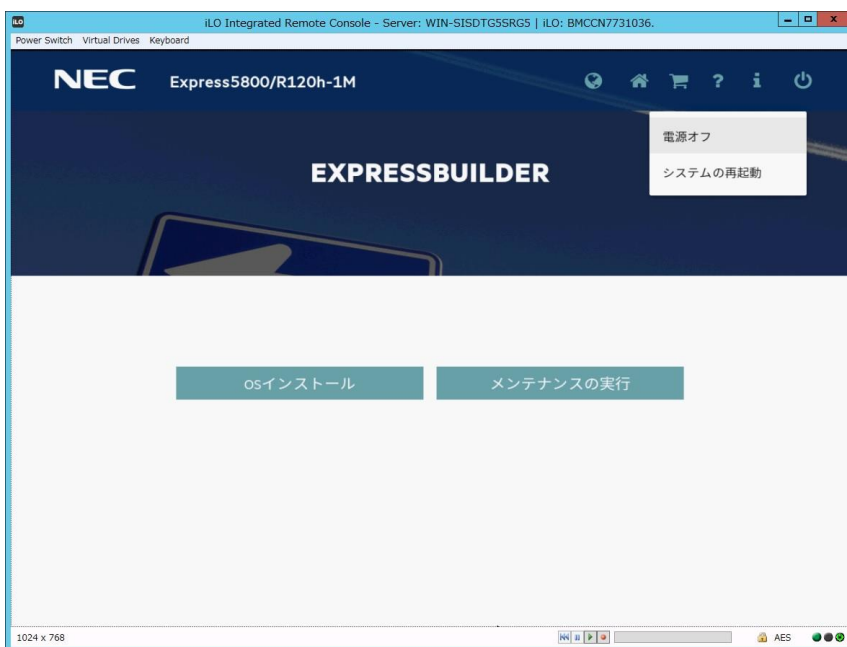 iLO
iLO Integrated Remote Console - Server: WIN-SISDTG5SRG5 | iLO: BMCCN7731036.
Power Switch Virtual Drives Keyboard
NEC Express5800/R120h-1M
電源オフ
システムの再起動
EXPRESSBUILDER
OSインストール メンテナンスの実行
1024 x 768 AES